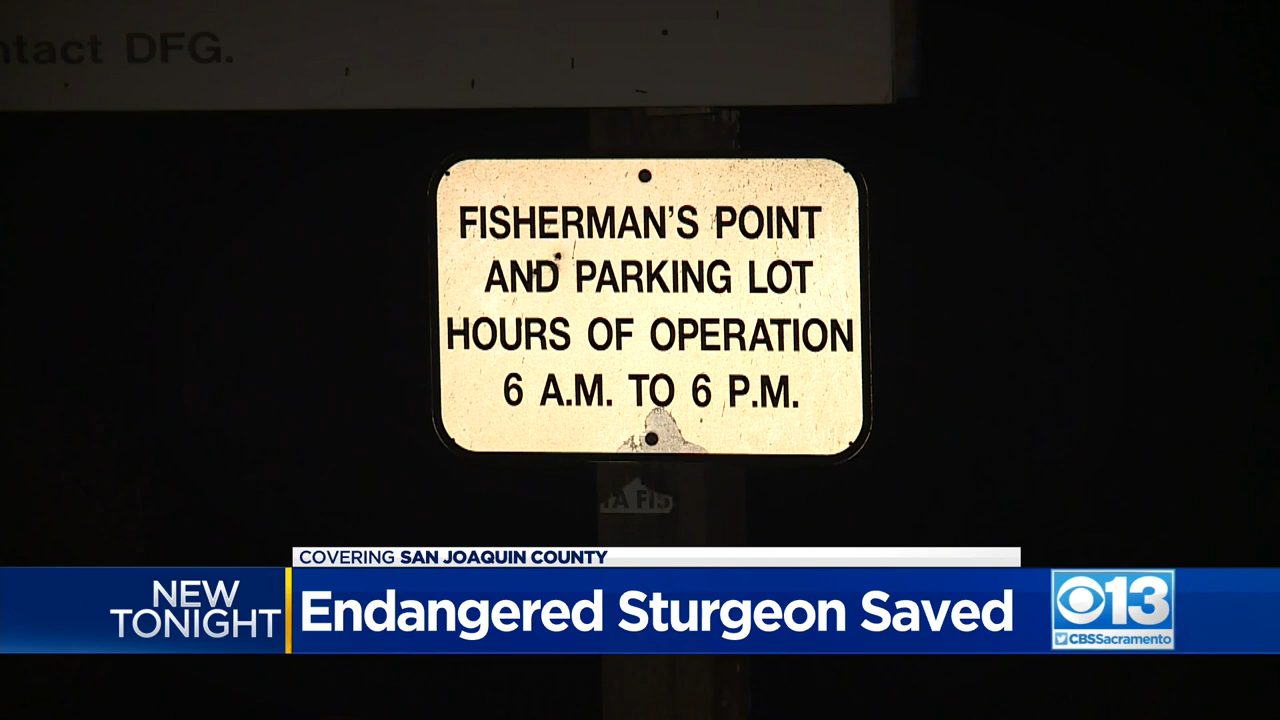 ntact DFG.
FISHERMAN'S POINT
AND PARKING LOT
HOURS OF OPERATION
6 A.M. TO 6 P.M.
COVERING SAN JOAQUIN COUNTY
NEW
TONIGHT
Endangered Sturgeon Saved
13
CBSSacramento